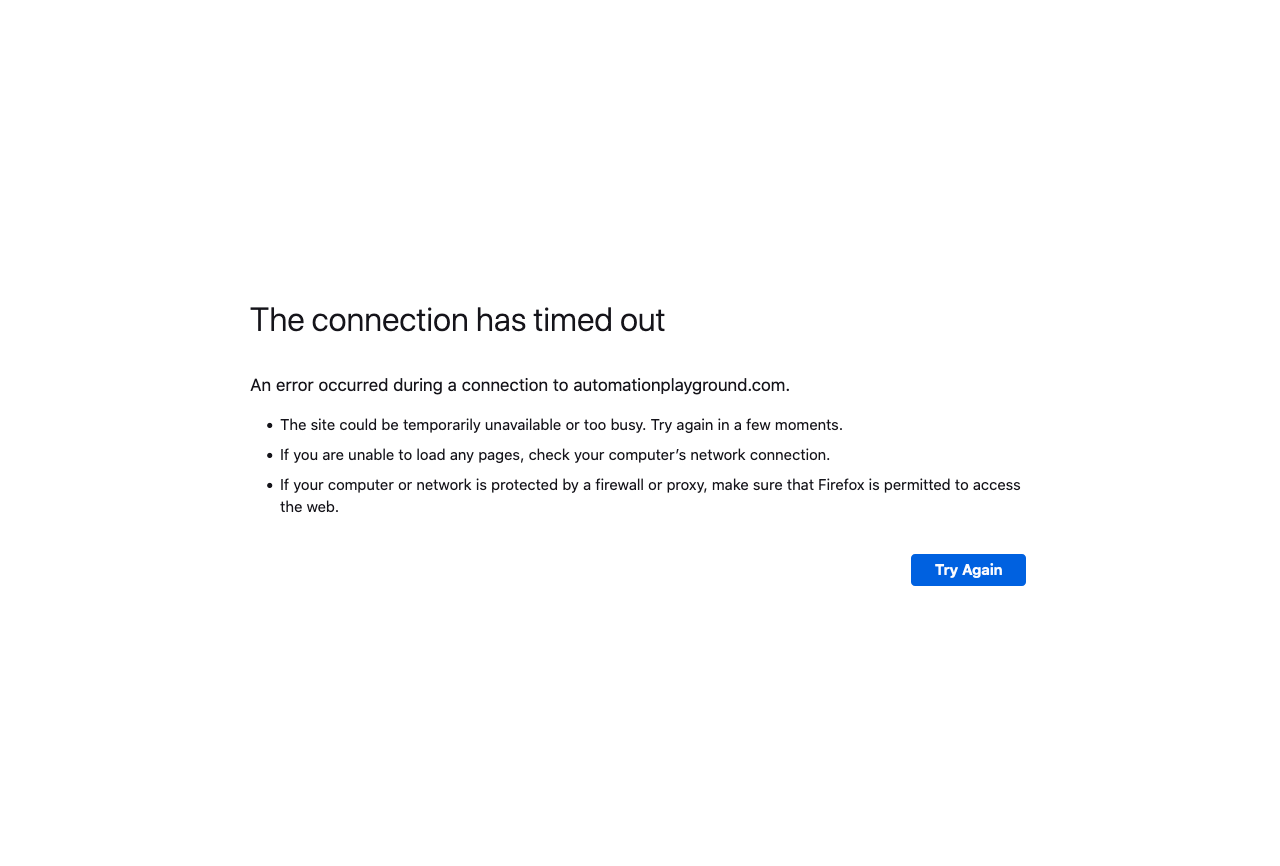 The connection has timed out
An error occurred during a connection to automationplayground.com.
• The site could be temporarily unavailable or too busy. Try again in a few moments.
• If you are unable to load any pages, check your computer’s network connection.
• If your computer or network is protected by a firewall or proxy, make sure that Firefox is permitted to access
the web.
Try Again